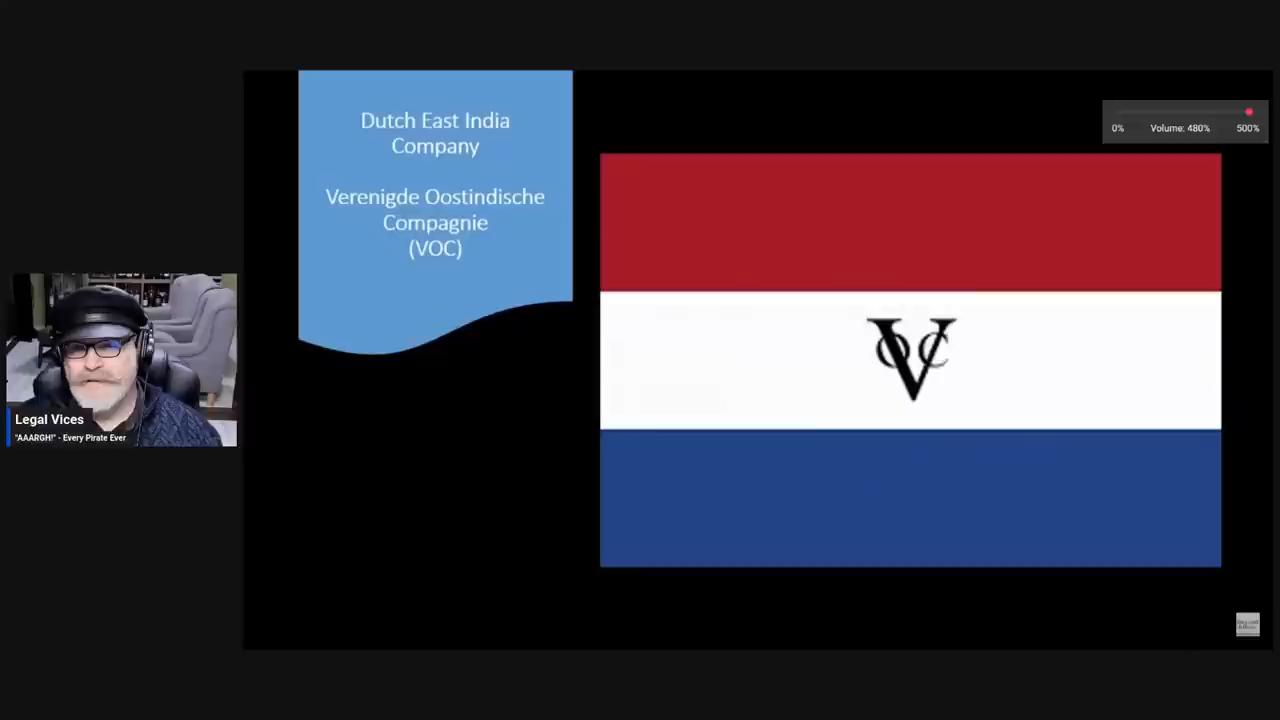 Dutch East India
Company
Verenigde Oostindische
Compagnie
(VOC)
0%
Volume: 480%
500%
VOC
Legal Vices
"AAARGH!" - Every Pirate Ever